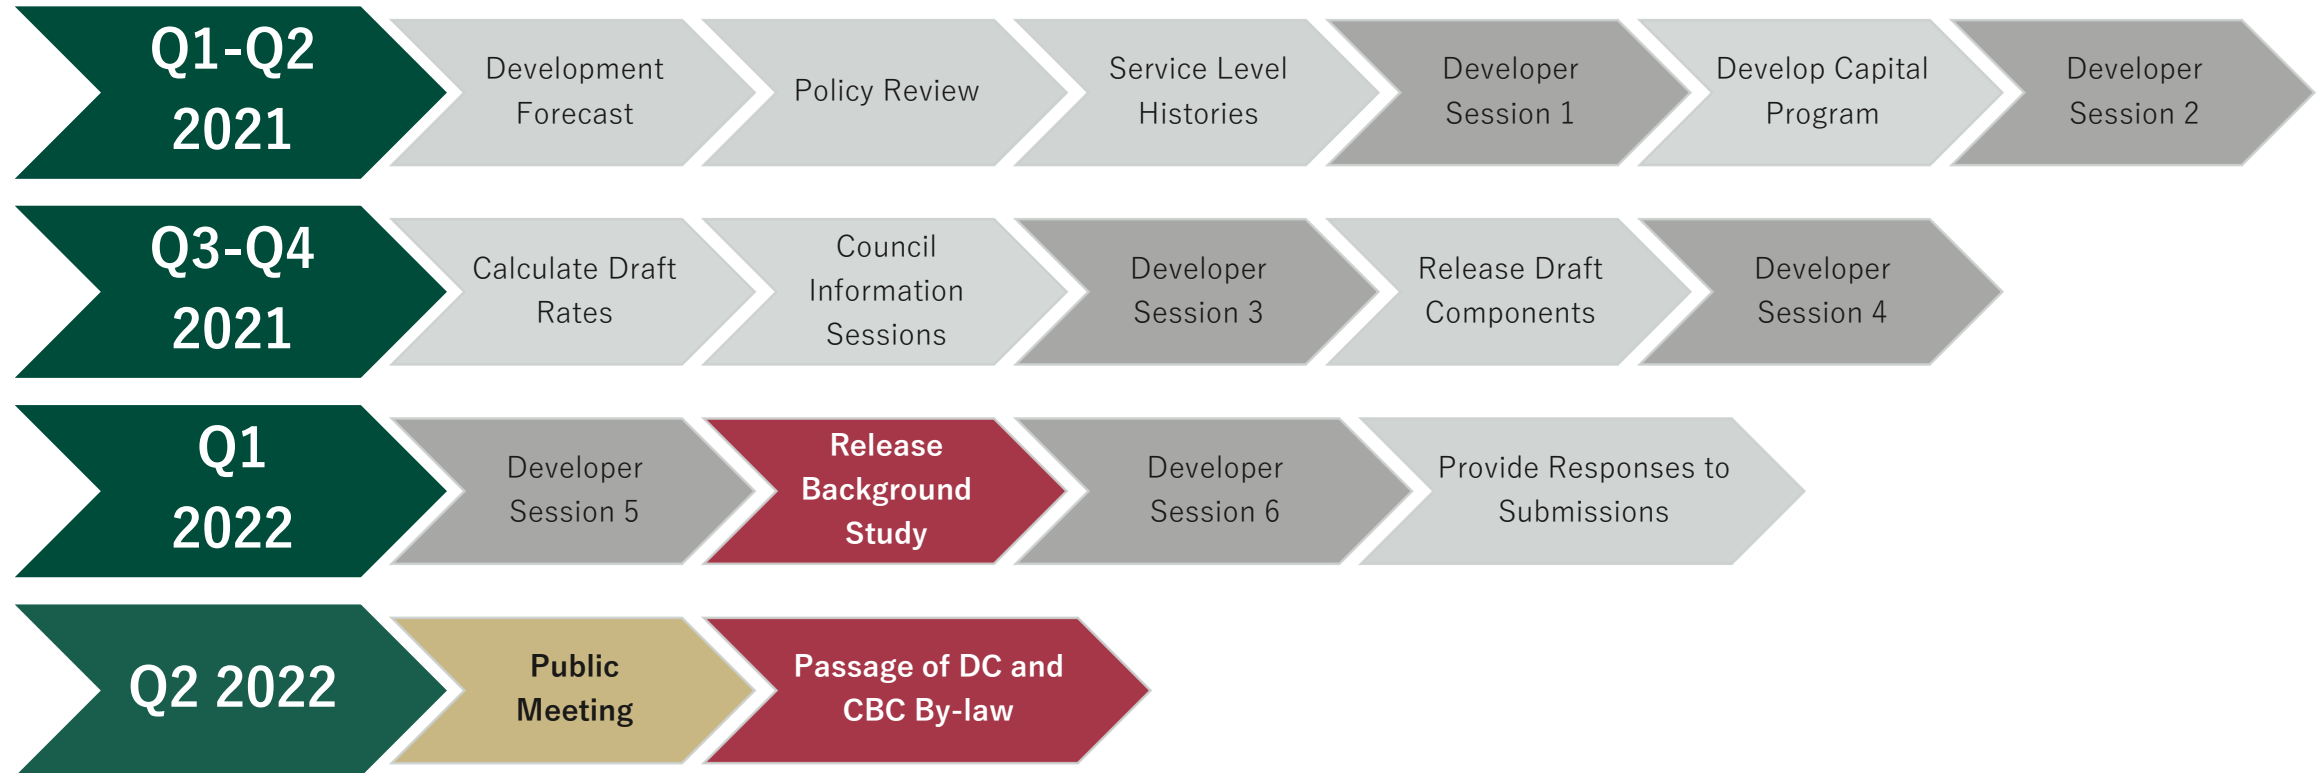 Q1-Q2
2021
Development
Forecast
Policy Review
Service Level
Histories
Developer
Session 1
Develop Capital
Program
Developer
Session 2
Q3-Q4
2021
Calculate Draft
Rates
Council
Information
Sessions
Developer
Session 3
Release Draft
Components
Developer
Session 4
Q1
2022
Developer
Session 5
Release
Background
Study
Developer
Session 6
Provide Responses to
Submissions
Q2 2022
Public
Meeting
Passage of DC and
CBC By-law